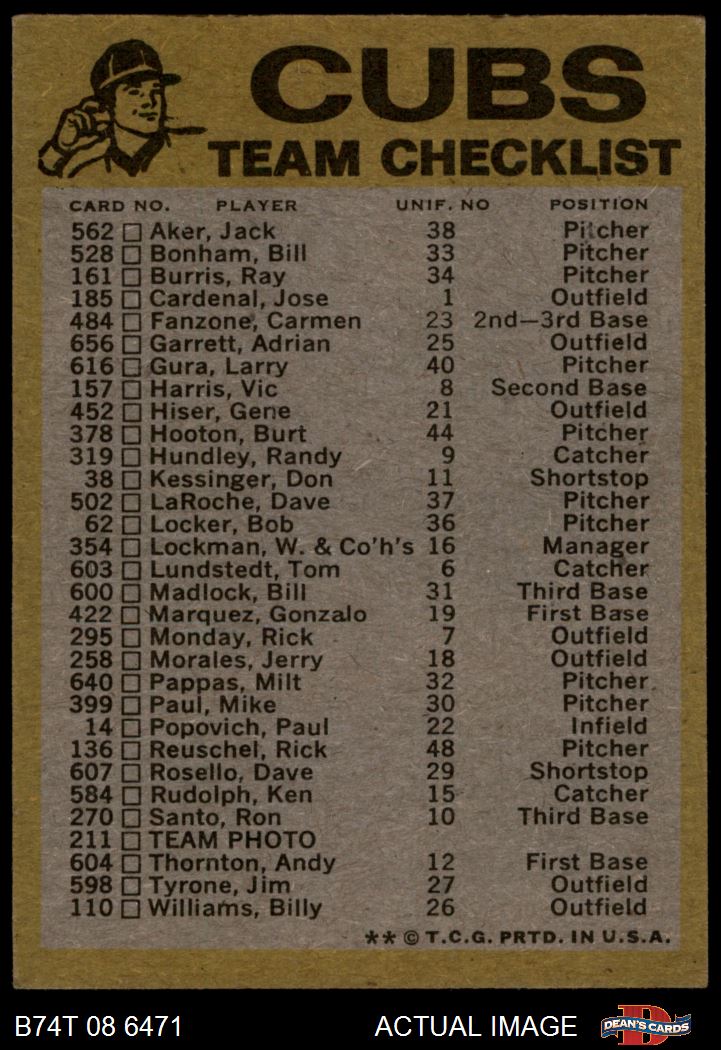 CUBS
TEAM CHECKLIST
CARD NO. PLAYER UNIF. NO POSITION
562 Aker, Jack 38 Pitcher
528 Bonham, Bill 33 Pitcher
161 Burris, Ray 34 Pitcher
185 Cardenal, Jose 1 Outfield
484 Fanzone, Carmen 23 2nd—3rd Base
656 Garrett, Adrian 25 Outfield
616 Gura, Larry 40 Pitcher
157 Harris, Vic 8 Second Base
452 Hiser, Gene 21 Outfield
378 Hooton, Burt 44 Pitcher
319 Hundley, Randy 9 Catcher
38 Kessinger, Don 11 Shortstop
502 LaRoche, Dave 37 Pitcher
62 Locker, Bob 36 Pitcher
354 Lockman, W. & Co'h's 16 Manager
603 Lundstedt, Tom 6 Catcher
600 Madlock, Bill 31 Third Base
422 Marquez, Gonzalo 19 First Base
295 Monday, Rick 7 Outfield
258 Morales, Jerry 18 Outfield
640 Pappas, Milt 32 Pitcher
399 Paul, Mike 30 Pitcher
14 Popovich, Paul 22 Infield
136 Reuschel, Rick 48 Pitcher
607 Rosello, Dave 29 Shortstop
584 Rudolph, Ken 15 Catcher
270 Santo, Ron 10 Third Base
211 TEAM PHOTO
604 Thornton, Andy 12 First Base
598 Tyrone, Jim 27 Outfield
110 Williams, Billy 26 Outfield
** © T.C.G. PRTD. IN U.S.A.
B74T 08 6471 ACTUAL IMAGE DEAN'S CARDS